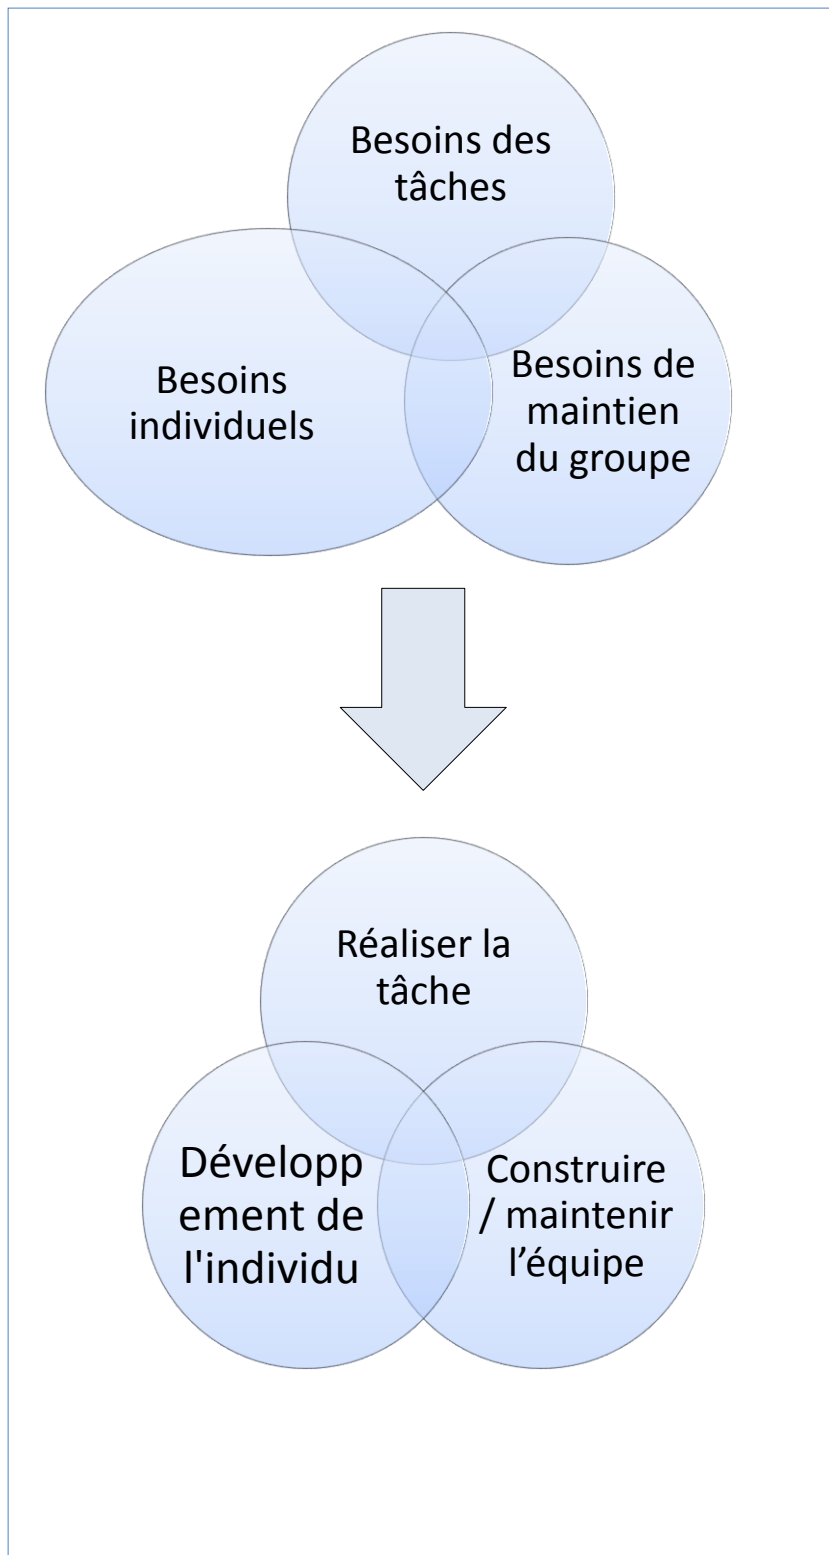 Besoins des
tâches
Besoins
individuels
Besoins de
maintien
du groupe
Réaliser la
tâche
Développ
ement de
l'individu
Construire
/ maintenir
l’équipe